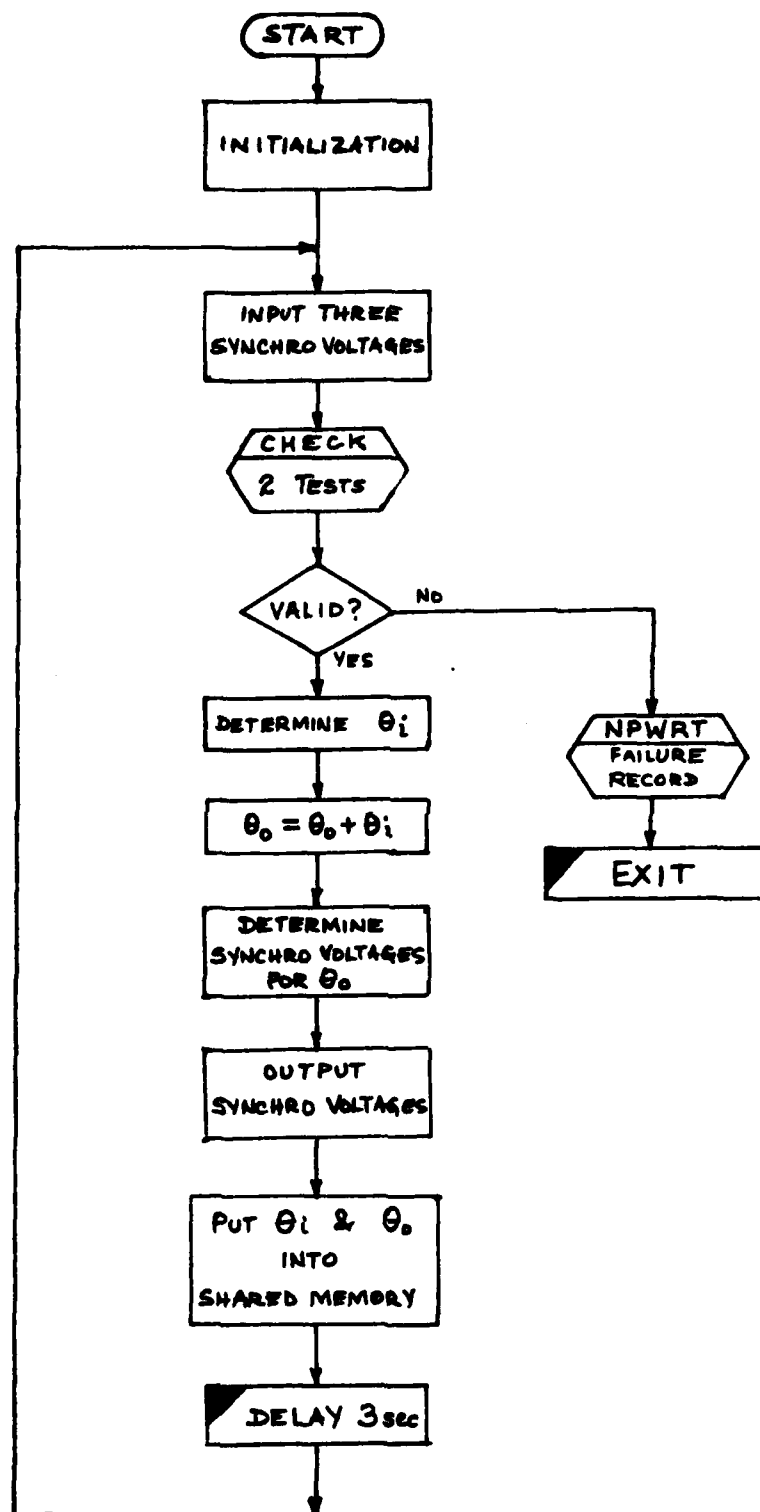 START
INITIALIZATION
INPUT THREE
SYNCHRO VOLTAGES
CHECK
2 TESTS
VALID?
NO
YES
DETERMINE θi
NPWRT
FAILURE
RECORD
θo = θo + θi
EXIT
DETERMINE
SYNCHRO VOLTAGES
FOR θo
OUTPUT
SYNCHRO VOLTAGES
PUT θi & θo
INTO
SHARED MEMORY
DELAY 3sec